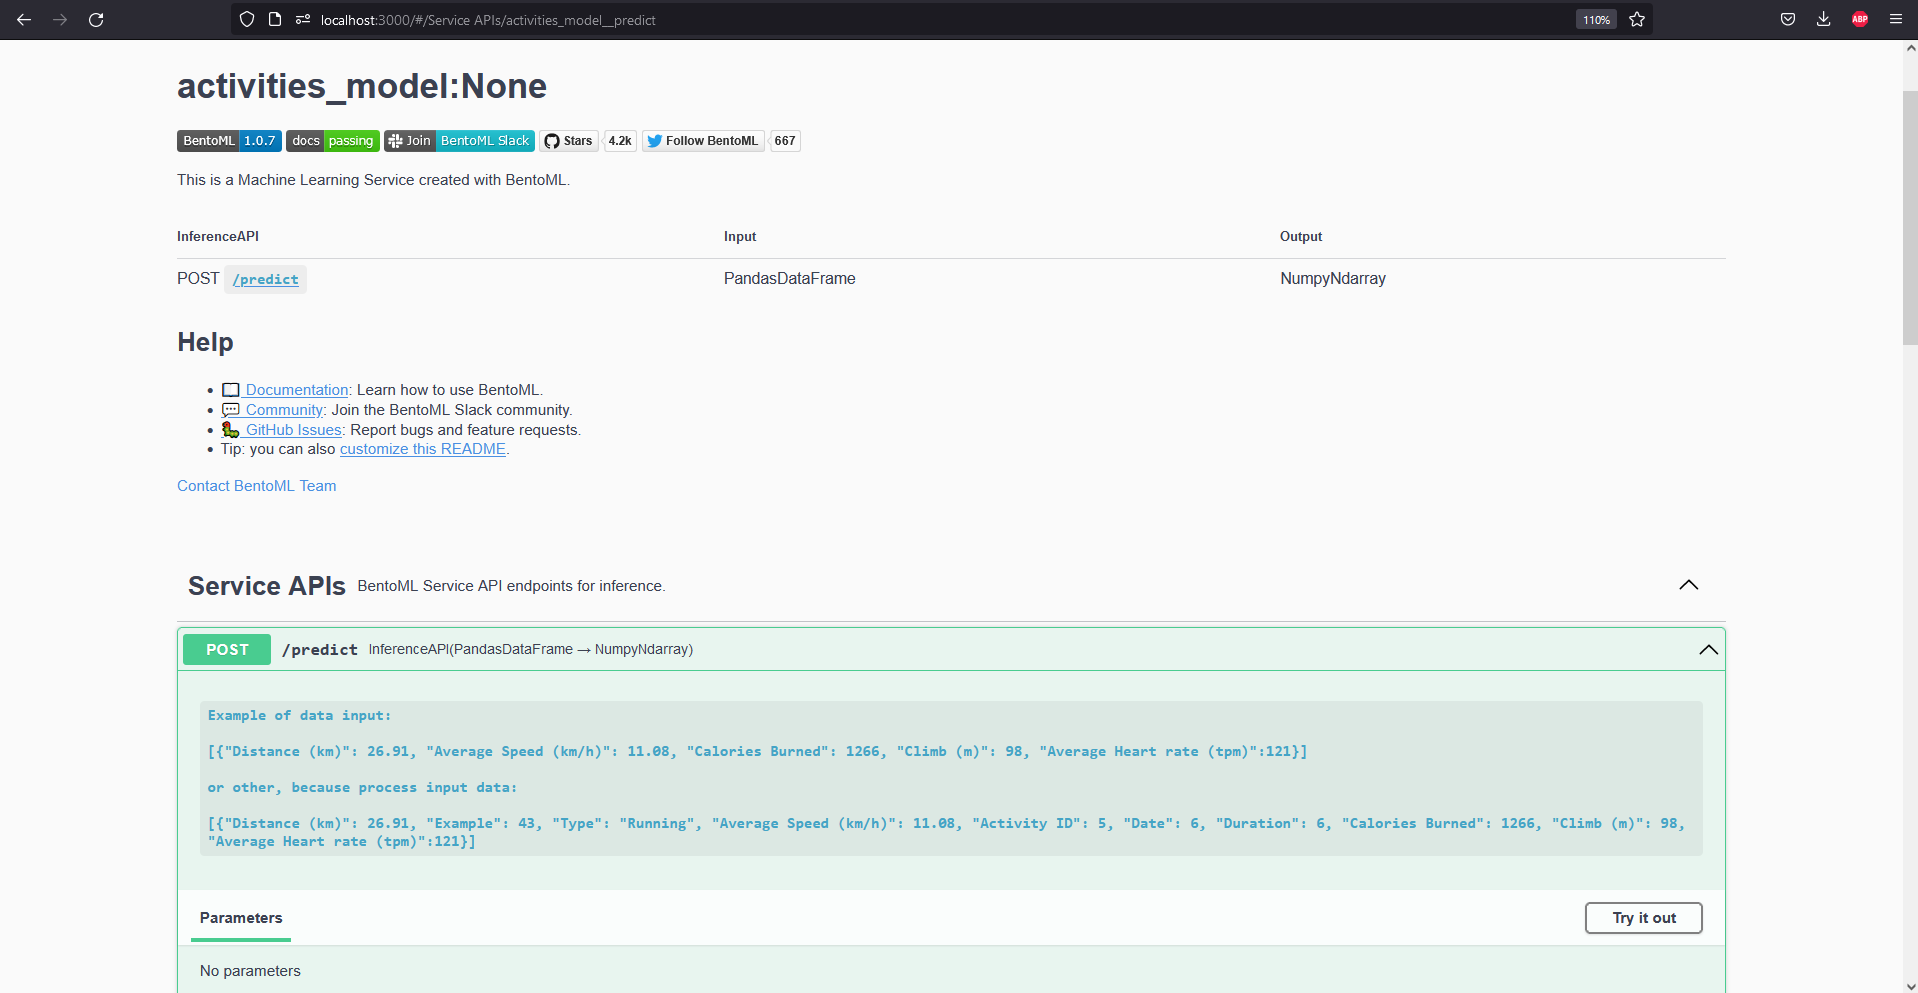 localhost:3000/#/Service APIs/activities_model__predict
110%
ABP
activities_model:None
BentoML 1.0.7 docs passing Join BentoML Slack Stars 4.2k Follow BentoML 667
This is a Machine Learning Service created with BentoML.
InferenceAPI Input Output
POST /predict PandasDataFrame NumpyNdarray
Help
Documentation: Learn how to use BentoML.
Community: Join the BentoML Slack community.
GitHub Issues: Report bugs and feature requests.
Tip: you can also customize this README.
Contact BentoML Team
Service APIs BentoML Service API endpoints for inference.
POST /predict InferenceAPI(PandasDataFrame → NumpyNdarray)
Example of data input:
[{"Distance (km)": 26.91, "Average Speed (km/h)": 11.08, "Calories Burned": 1266, "Climb (m)": 98, "Average Heart rate (tpm)":121}]
or other, because process input data:
[{"Distance (km)": 26.91, "Example": 43, "Type": "Running", "Average Speed (km/h)": 11.08, "Activity ID": 5, "Date": 6, "Duration": 6, "Calories Burned": 1266, "Climb (m)": 98,
"Average Heart rate (tpm)":121}]
Parameters Try it out
No parameters